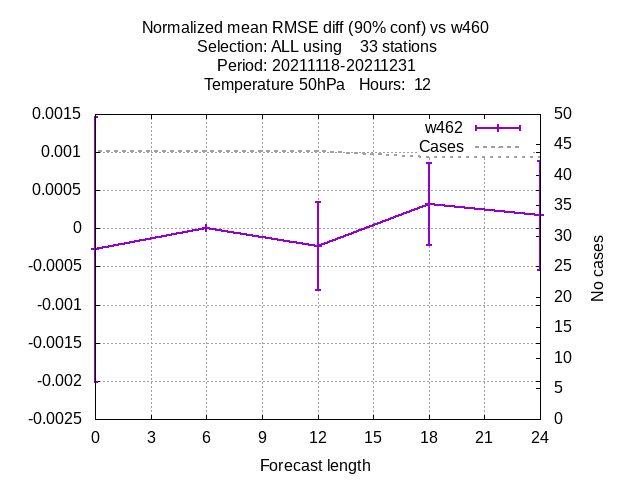 Normalized mean RMSE diff (90% conf) vs w460
Selection: ALL using    33 stations
Period: 20211118-20211231
Temperature 50hPa   Hours:  12
w462
Cases
0.0015
0.001
0.0005
0
-0.0005
-0.001
-0.0015
-0.002
-0.0025
50
45
40
35
30
25
20
15
10
5
0
No cases
0 3 6 9 12 15 18 21 24
Forecast length